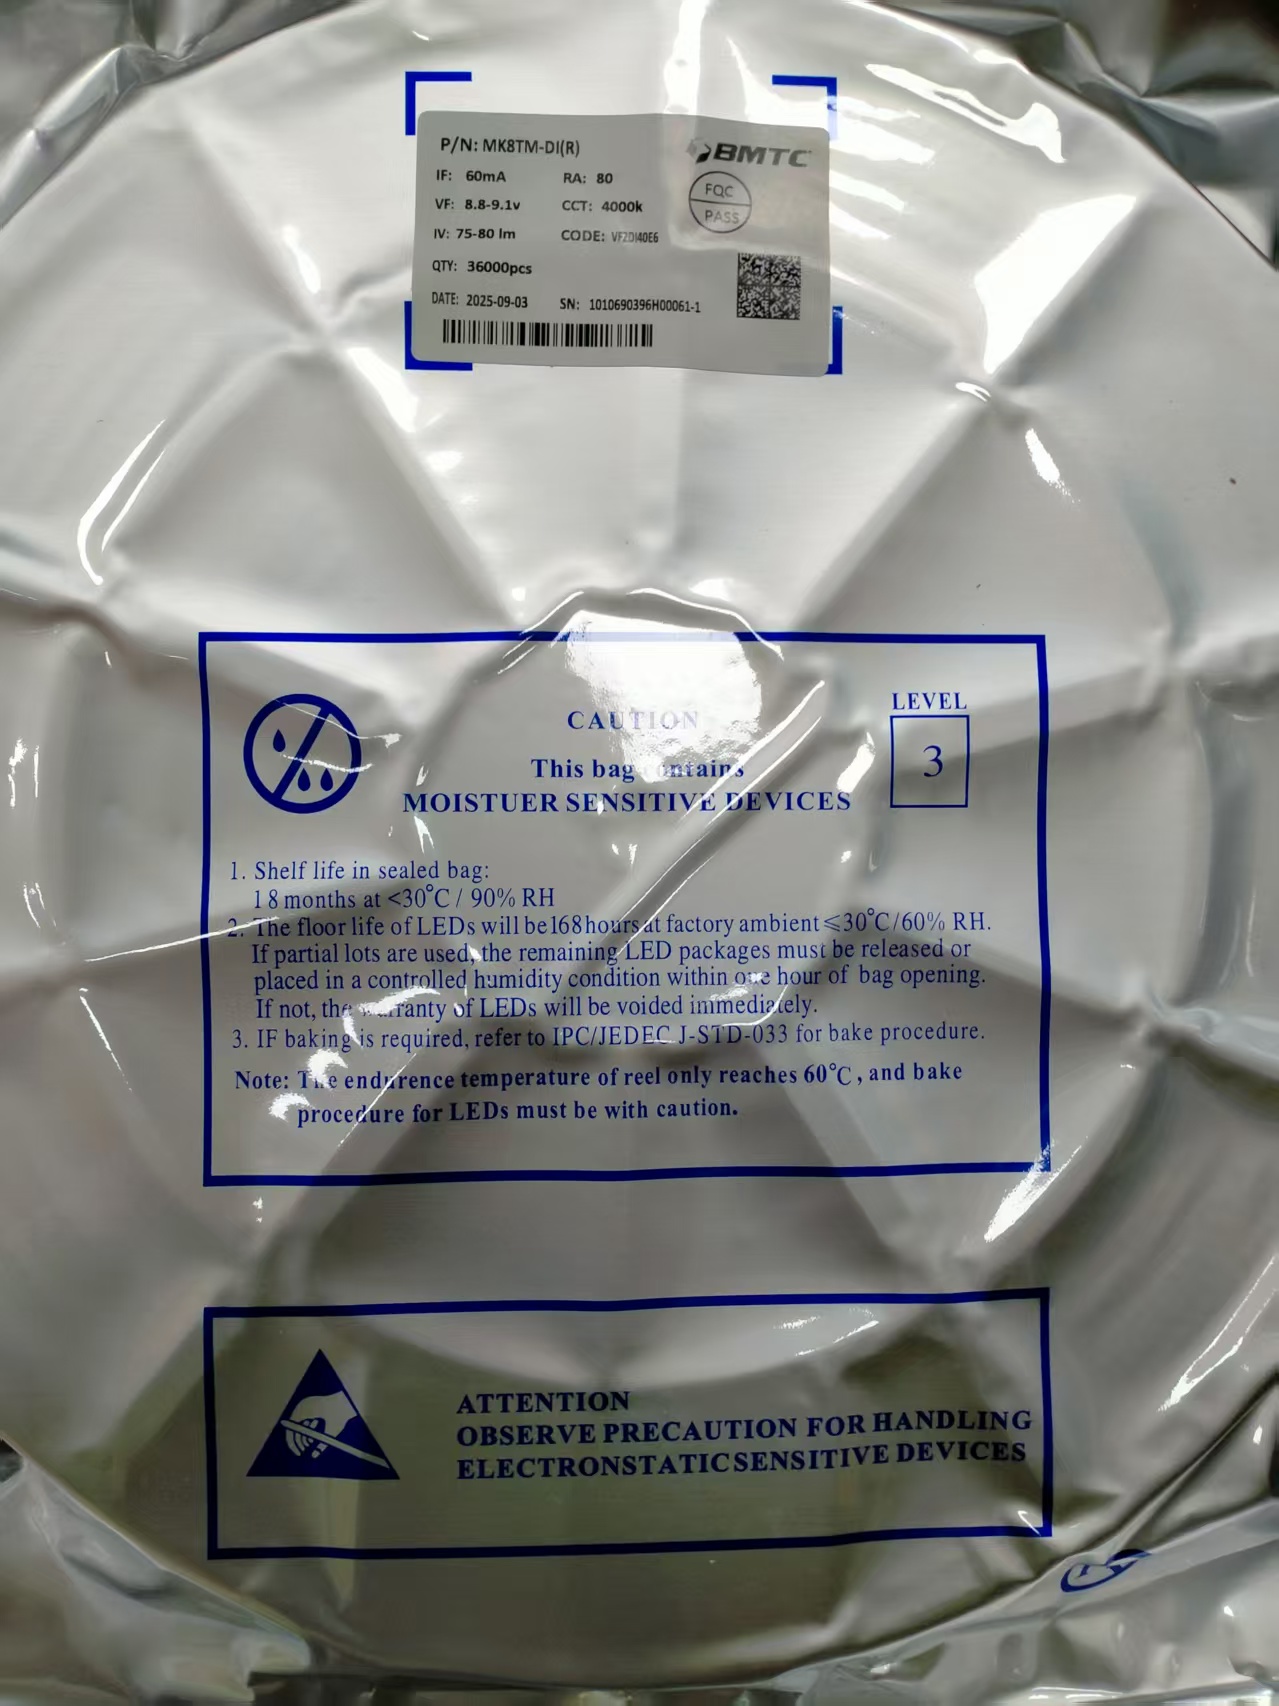 P/N: MK8TM-DI(R)
BMTC
IF: 60mA RA: 80
FQC
PASS
VF: 8.8-9.1v CCT: 4000k
IV: 75-80 lm CODE: VF2DI40E6
QTY: 36000pcs
DATE: 2025-09-03 SN: 1010690396H00061-1
LEVEL
3
CAUTION
This bag contains
MOISTUER SENSITIVE DEVICES
1. Shelf life in sealed bag:
18 months at <30°C / 90% RH
2. The floor life of LEDs will be 168 hours at factory ambient ≤30°C/60% RH.
If partial lots are used, the remaining LED packages must be released or
placed in a controlled humidity condition within one hour of bag opening.
If not, the warranty of LEDs will be voided immediately.
3. IF baking is required, refer to IPC/JEDEC J-STD-033 for bake procedure.
Note: The endurence temperature of reel only reaches 60°C, and bake
procedure for LEDs must be with caution.
ATTENTION
OBSERVE PRECAUTION FOR HANDLING
ELECTRONSTATIC SENSITIVE DEVICES